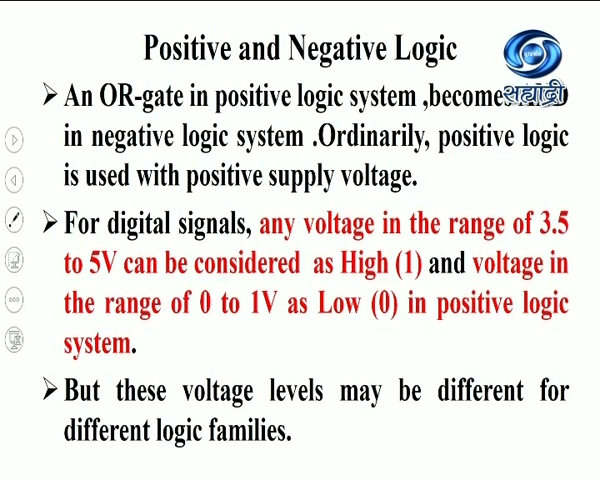 Positive and Negative Logic
सह्याद्री
➢ An OR-gate in positive logic system ,become
in negative logic system .Ordinarily, positive logic
is used with positive supply voltage.
➢ For digital signals, any voltage in the range of 3.5
to 5V can be considered as High (1) and voltage in
the range of 0 to 1V as Low (0) in positive logic
system.
➢ But these voltage levels may be different for
different logic families.